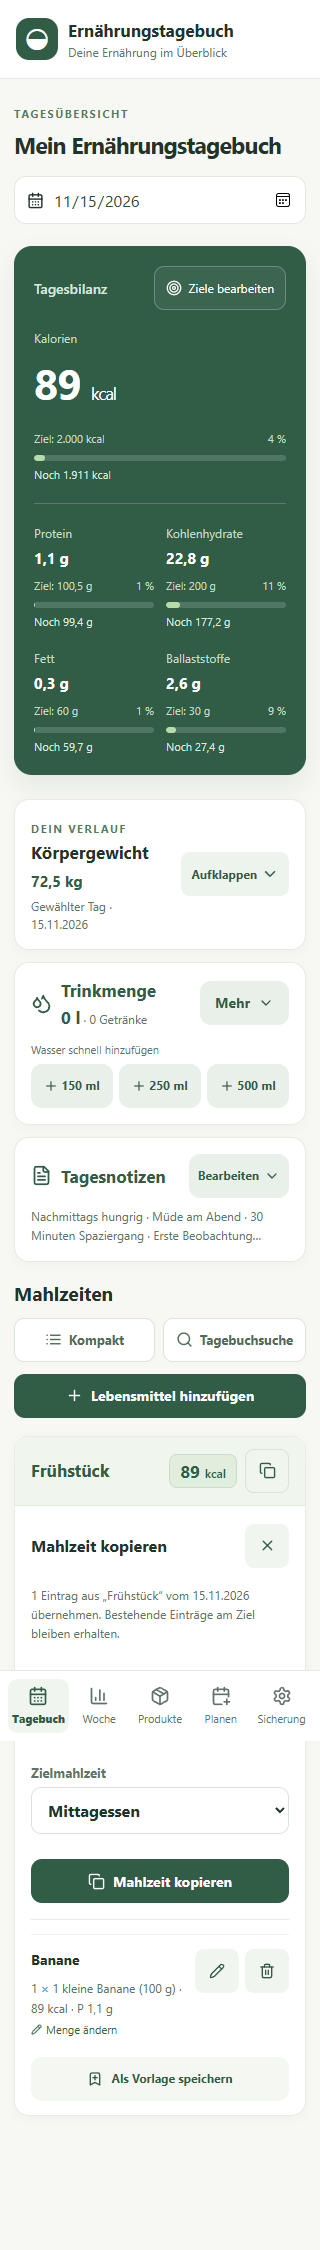 Ernährungstagebuch
Deine Ernährung im Überblick
TAGESÜBERSICHT
Mein Ernährungstagebuch
11/15/2026
Tagesbilanz
Ziele bearbeiten
Kalorien
89 kcal
Ziel: 2.000 kcal 4 %
Noch 1.911 kcal
Protein Kohlenhydrate
1,1 g 22,8 g
Ziel: 100,5 g 1 % Ziel: 200 g 11 %
Noch 99,4 g Noch 177,2 g
Fett Ballaststoffe
0,3 g 2,6 g
Ziel: 60 g 1 % Ziel: 30 g 9 %
Noch 59,7 g Noch 27,4 g
DEIN VERLAUF
Körpergewicht
72,5 kg
Aufklappen
Gewählter Tag ·
15.11.2026
Trinkmenge
0 l · 0 Getränke
Mehr
Wasser schnell hinzufügen
+ 150 ml + 250 ml + 500 ml
Tagesnotizen
Bearbeiten
Nachmittags hungrig · Müde am Abend · 30
Minuten Spaziergang · Erste Beobachtung...
Mahlzeiten
Kompakt Tagebuchsuche
+ Lebensmittel hinzufügen
Frühstück 89 kcal
Mahlzeit kopieren
1 Eintrag aus „Frühstück“ vom 15.11.2026
übernehmen. Bestehende Einträge am Ziel
bleiben erhalten.
Tagebuch Woche Produkte Planen Sicherung
Zielmahlzeit
Mittagessen
Mahlzeit kopieren
Banane
1 × 1 kleine Banane (100 g) ·
89 kcal · P 1,1 g
Menge ändern
Als Vorlage speichern